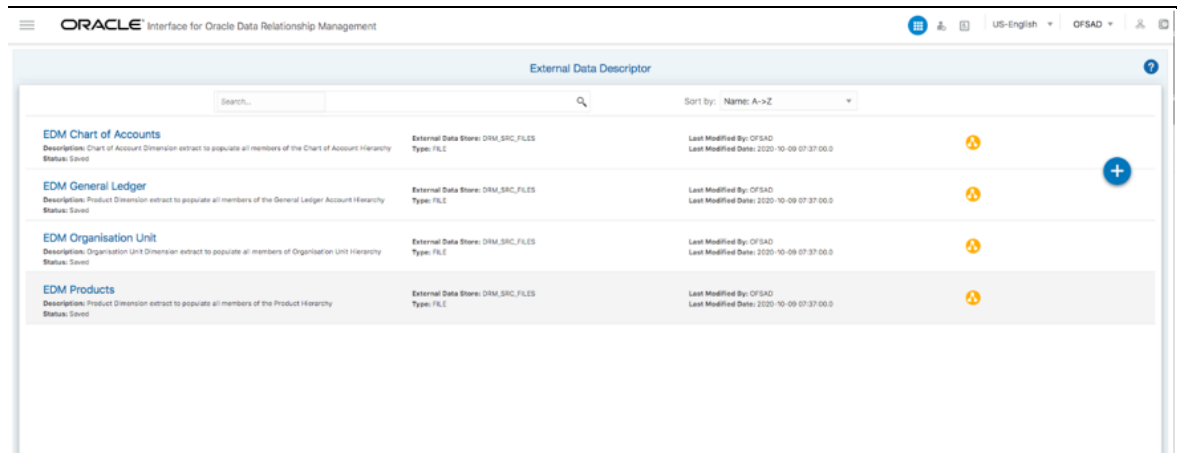 ORACLE® Interface for Oracle Data Relationship Management US-English OFSAD
External Data Descriptor ?
Search... Sort by: Name: A->Z
EDM Chart of Accounts
Description: Chart of Account Dimension extract to populate all members of the Chart of Account Hierarchy
Status: Saved
External Data Store: DRM_SRC_FILES
Type: FILE
Last Modified By: OFSAD
Last Modified Date: 2020-10-09 07:37:00.0
EDM General Ledger
Description: Product Dimension extract to populate all members of the General Ledger Account Hierarchy
Status: Saved
External Data Store: DRM_SRC_FILES
Type: FILE
Last Modified By: OFSAD
Last Modified Date: 2020-10-09 07:37:00.0
+
EDM Organisation Unit
Description: Organisation Unit Dimension extract to populate all members of Organisation Unit Hierarchy
Status: Saved
External Data Store: DRM_SRC_FILES
Type: FILE
Last Modified By: OFSAD
Last Modified Date: 2020-10-09 07:37:00.0
EDM Products
Description: Product Dimension extract to populate all members of the Product Hierarchy
Status: Saved
External Data Store: DRM_SRC_FILES
Type: FILE
Last Modified By: OFSAD
Last Modified Date: 2020-10-09 07:37:00.0